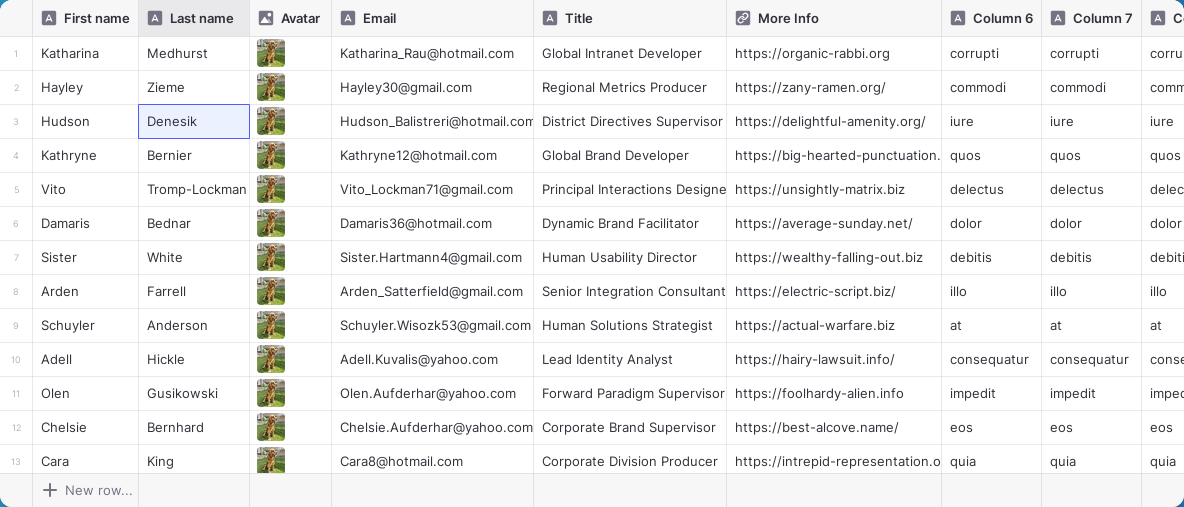 First name Last name Avatar Email Title More Info Column 6 Column 7
1 Katharina Medhurst Katharina_Rau@hotmail.com Global Intranet Developer https://organic-rabbi.org corrupti corrupti corru
2 Hayley Zieme Hayley30@gmail.com Regional Metrics Producer https://zany-ramen.org/ commodi commodi comm
3 Hudson Denesik Hudson_Balistreri@hotmail.com District Directives Supervisor https://delightful-amenity.org/ iure iure iure
4 Kathryne Bernier Kathryne12@hotmail.com Global Brand Developer https://big-hearted-punctuation. quos quos quos
5 Vito Tromp-Lockman Vito_Lockman71@gmail.com Principal Interactions Designe https://unsightly-matrix.biz delectus delectus delec
6 Damaris Bednar Damaris36@hotmail.com Dynamic Brand Facilitator https://average-sunday.net/ dolor dolor dolor
7 Sister White Sister.Hartmann4@gmail.com Human Usability Director https://wealthy-falling-out.biz debitis debitis debiti
8 Arden Farrell Arden_Satterfield@gmail.com Senior Integration Consultant https://electric-script.biz/ illo illo illo
9 Schuyler Anderson Schuyler.Wisozk53@gmail.com Human Solutions Strategist https://actual-warfare.biz at at at
10 Adell Hickle Adell.Kuvalis@yahoo.com Lead Identity Analyst https://hairy-lawsuit.info/ consequatur consequatur conse
11 Olen Gusikowski Olen.Aufderhar@yahoo.com Forward Paradigm Supervisor https://foolhardy-alien.info impedit impedit imped
12 Chelsie Bernhard Chelsie.Aufderhar@yahoo.com Corporate Brand Supervisor https://best-alcove.name/ eos eos eos
13 Cara King Cara8@hotmail.com Corporate Division Producer https://intrepid-representation.o quia quia quia
New row...